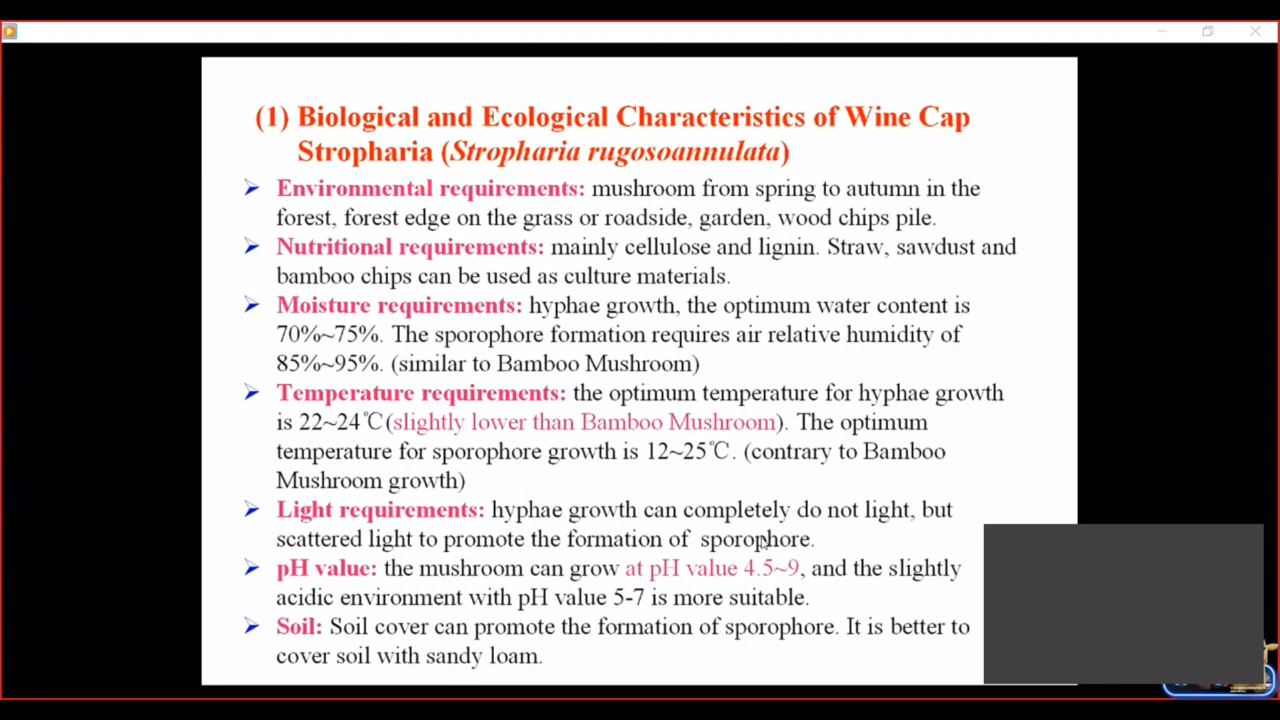 (1) Biological and Ecological Characteristics of Wine Cap
Stropharia (Stropharia rugosoannulata)
➢ Environmental requirements: mushroom from spring to autumn in the
forest, forest edge on the grass or roadside, garden, wood chips pile.
➢ Nutritional requirements: mainly cellulose and lignin. Straw, sawdust and
bamboo chips can be used as culture materials.
➢ Moisture requirements: hyphae growth, the optimum water content is
70%~75%. The sporophore formation requires air relative humidity of
85%~95%. (similar to Bamboo Mushroom)
➢ Temperature requirements: the optimum temperature for hyphae growth
is 22~24℃(slightly lower than Bamboo Mushroom). The optimum
temperature for sporophore growth is 12~25℃. (contrary to Bamboo
Mushroom growth)
➢ Light requirements: hyphae growth can completely do not light, but
scattered light to promote the formation of sporophore.
➢ pH value: the mushroom can grow at pH value 4.5~9, and the slightly
acidic environment with pH value 5-7 is more suitable.
➢ Soil: Soil cover can promote the formation of sporophore. It is better to
cover soil with sandy loam.